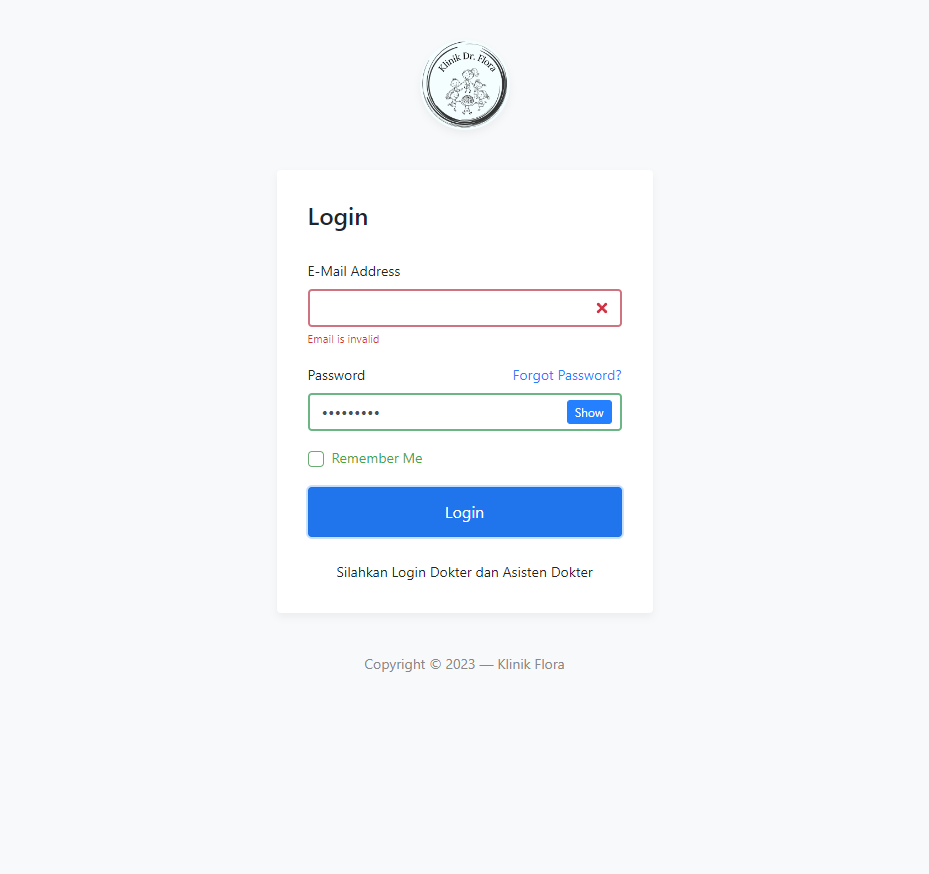 Klinik Dr. Flora
Login
E-Mail Address
Email is invalid
Password Forgot Password?
••••••••• Show
Remember Me
Login
Silahkan Login Dokter dan Asisten Dokter
Copyright © 2023 — Klinik Flora